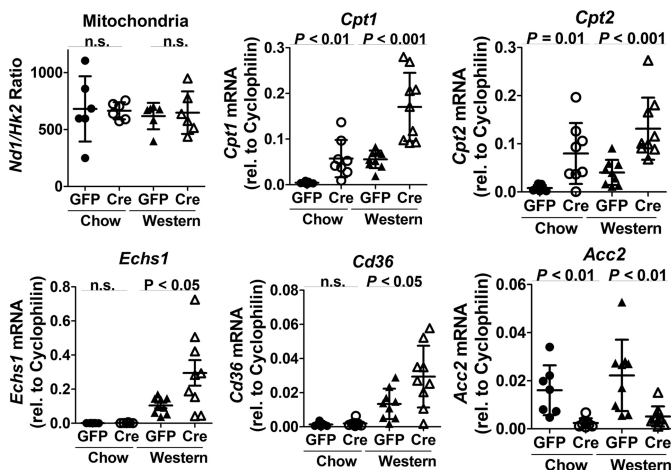 Mitochondria
n.s. n.s.
Nd1/Hk2 Ratio
1000
500
0
GFP Cre GFP Cre
Chow Western
Cpt1
P < 0.01 P < 0.001
Cpt1 mRNA
(rel. to Cyclophilin)
0.3
0.2
0.1
0.0
GFP Cre GFP Cre
Chow Western
Cpt2
P = 0.01 P < 0.001
Cpt2 mRNA
(rel. to Cyclophilin)
0.3
0.2
0.1
0.0
GFP Cre GFP Cre
Chow Western
Echs1
n.s. P < 0.05
Echs1 mRNA
(rel. to Cyclophilin)
0.8
0.6
0.4
0.2
0.0
GFP Cre GFP Cre
Chow Western
Cd36
n.s. P < 0.05
Cd36 mRNA
(rel. to Cyclophilin)
0.08
0.06
0.04
0.02
0.00
GFP Cre GFP Cre
Chow Western
Acc2
P < 0.01 P < 0.01
Acc2 mRNA
(rel. to Cyclophilin)
0.06
0.04
0.02
0.00
GFP Cre GFP Cre
Chow Western